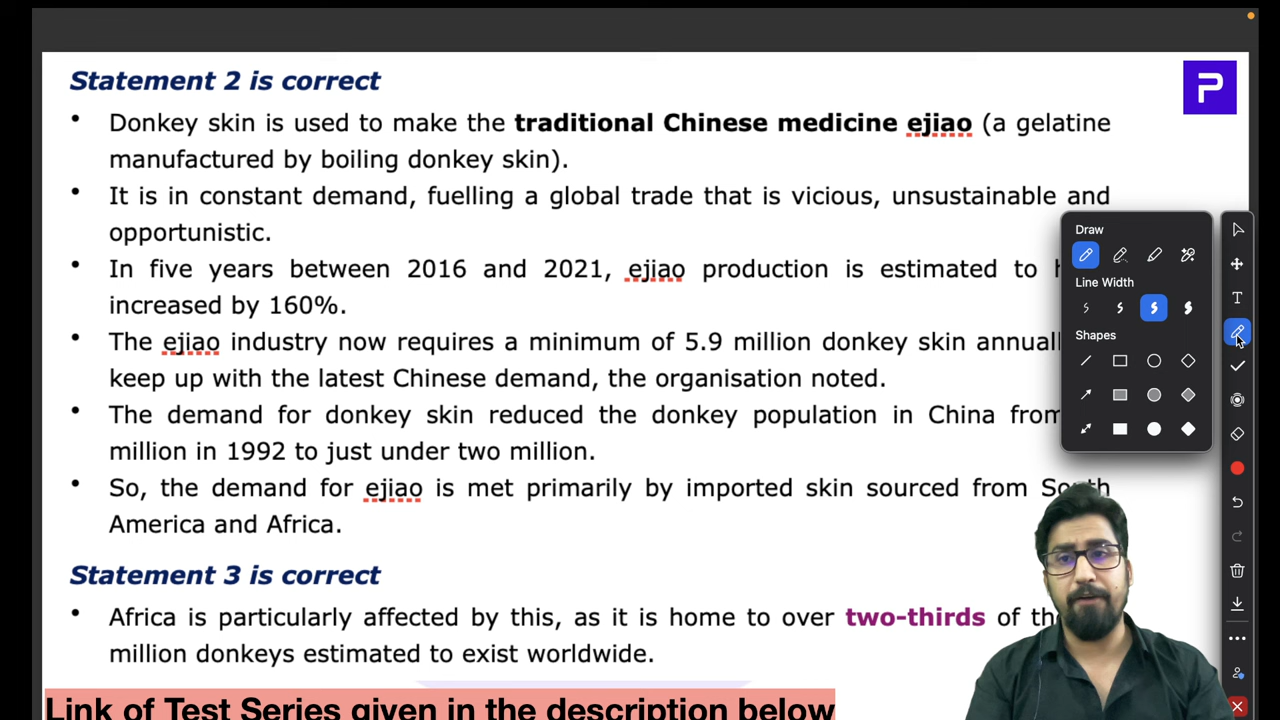 Statement 2 is correct
• Donkey skin is used to make the traditional Chinese medicine ejiao (a gelatine
manufactured by boiling donkey skin).
• It is in constant demand, fuelling a global trade that is vicious, unsustainable and
opportunistic.
• In five years between 2016 and 2021, ejiao production is estimated to
increased by 160%.
• The ejiao industry now requires a minimum of 5.9 million donkey skin
keep up with the latest Chinese demand, the organisation noted.
• The demand for donkey skin reduced the donkey population in China from
million in 1992 to just under two million.
• So, the demand for ejiao is met primarily by imported skin sourced from South
America and Africa.
Statement 3 is correct
• Africa is particularly affected by this, as it is home to over two-thirds of
million donkeys estimated to exist worldwide.
Link of Test Series given in the description below
P
Draw
Line Width
Shapes
T